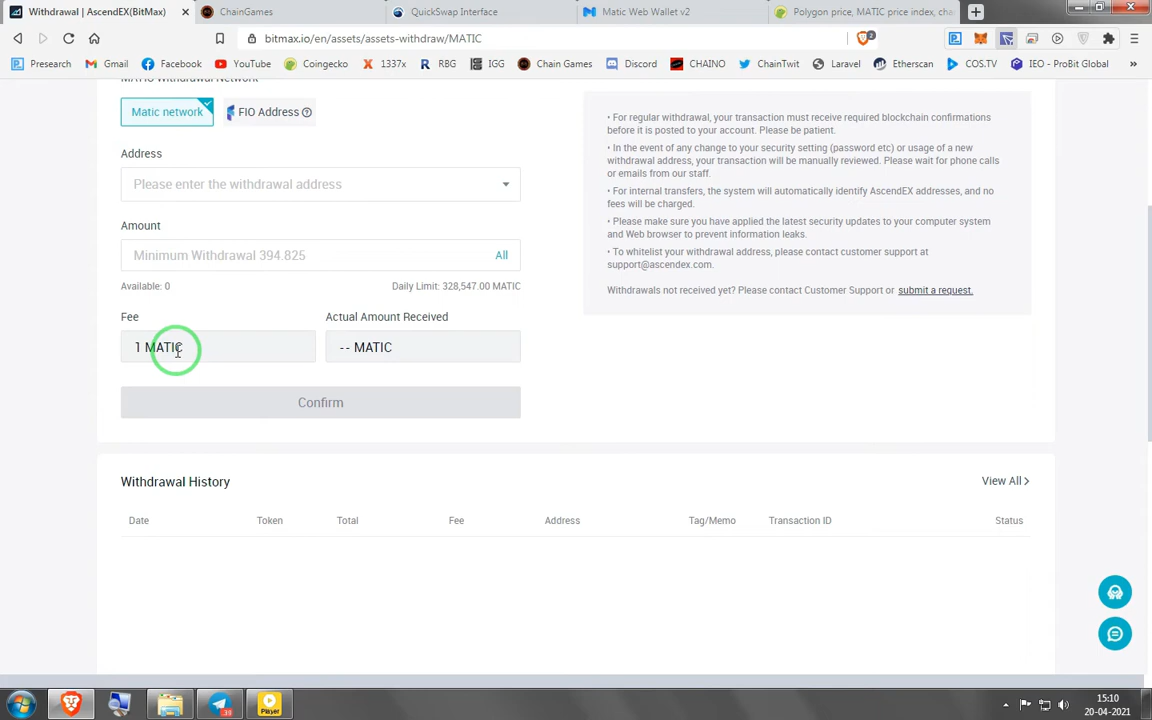 Withdrawal | AscendEX(BitMax)
ChainGames
QuickSwap Interface
Matic Web Wallet v2
Polygon price, MATIC price index, cha
bitmax.io/en/assets/assets-withdraw/MATIC
2
Presearch
Gmail
Facebook
YouTube
Coingecko
1337x
RBG
IGG
Chain Games
Discord
CHAINO
ChainTwit
Laravel
Etherscan
COS.TV
IEO - ProBit Global
MATIC Withdrawal Network
Matic network
FIO Address
Address
Please enter the withdrawal address
Amount
Minimum Withdrawal 394.825
All
Available: 0
Daily Limit: 328,547.00 MATIC
Fee
Actual Amount Received
1 MATIC
-- MATIC
Confirm
• For regular withdrawal, your transaction must receive required blockchain confirmations
before it is posted to your account. Please be patient.
• In the event of any change to your security setting (password etc) or usage of a new
withdrawal address, your transaction will be manually reviewed. Please wait for phone calls
or emails from our staff.
• For internal transfers, the system will automatically identify AscendEX addresses, and no
fees will be charged.
• Please make sure you have applied the latest security updates to your computer system
and Web browser to prevent information leaks.
• To whitelist your withdrawal address, please contact customer support at
support@ascendex.com.
Withdrawals not received yet? Please contact Customer Support or submit a request.
Withdrawal History
View All
Date
Token
Total
Fee
Address
Tag/Memo
Transaction ID
Status
Player
15:10
20-04-2021